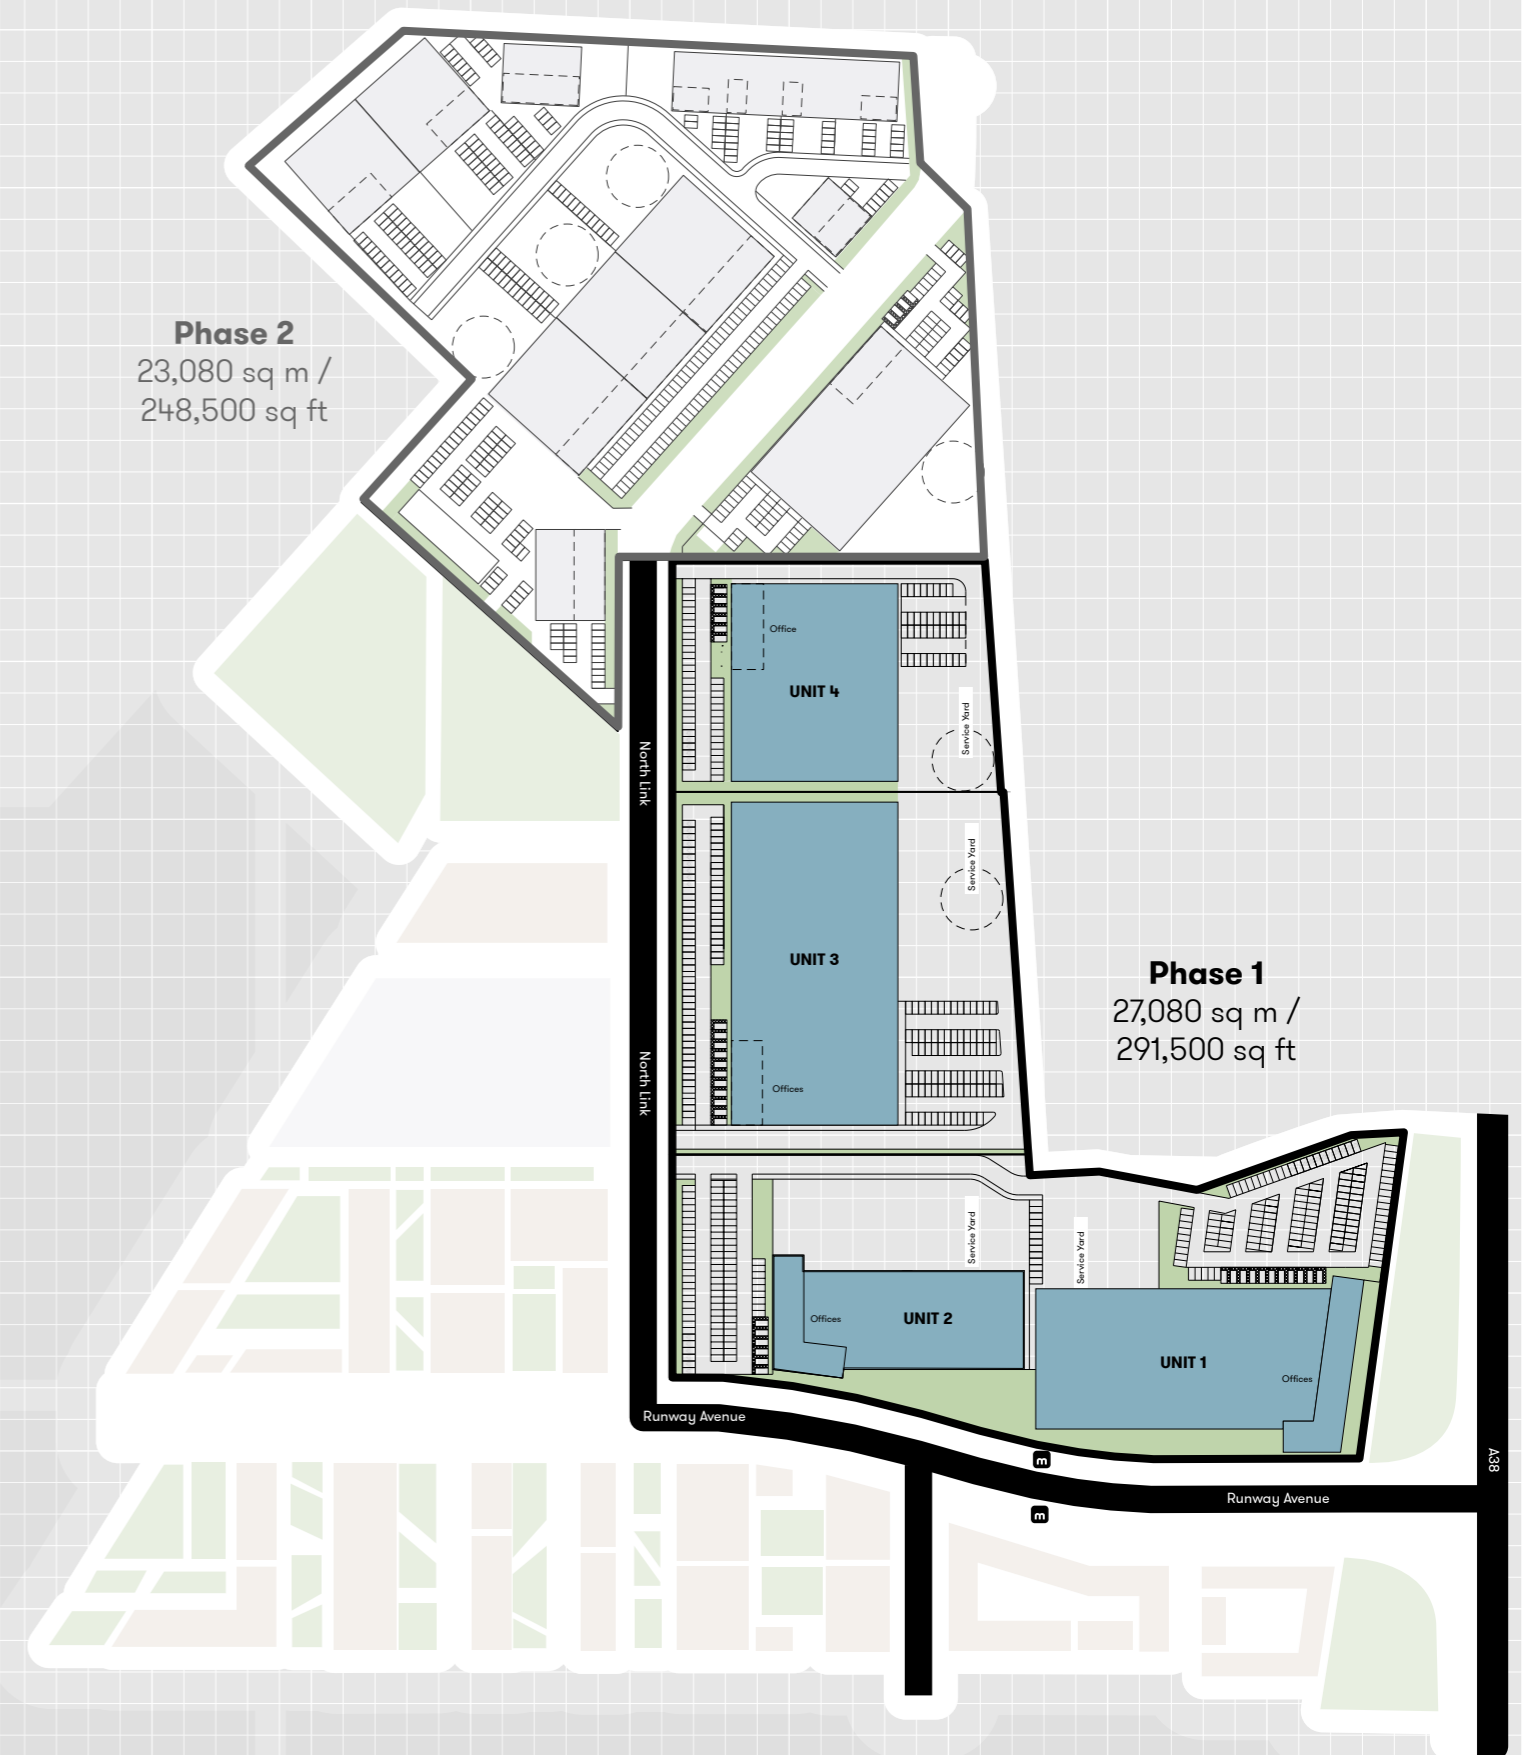 Phase 2
23,080 sq m /
248,500 sq ft
Office
UNIT 4
Service Yard
North Link
Service Yard
UNIT 3
Phase 1
27,080 sq m /
291,500 sq ft
North Link
Offices
Service Yard
Service Yard
Offices
UNIT 2
UNIT 1
Offices
Runway Avenue
m
A38
Runway Avenue
m